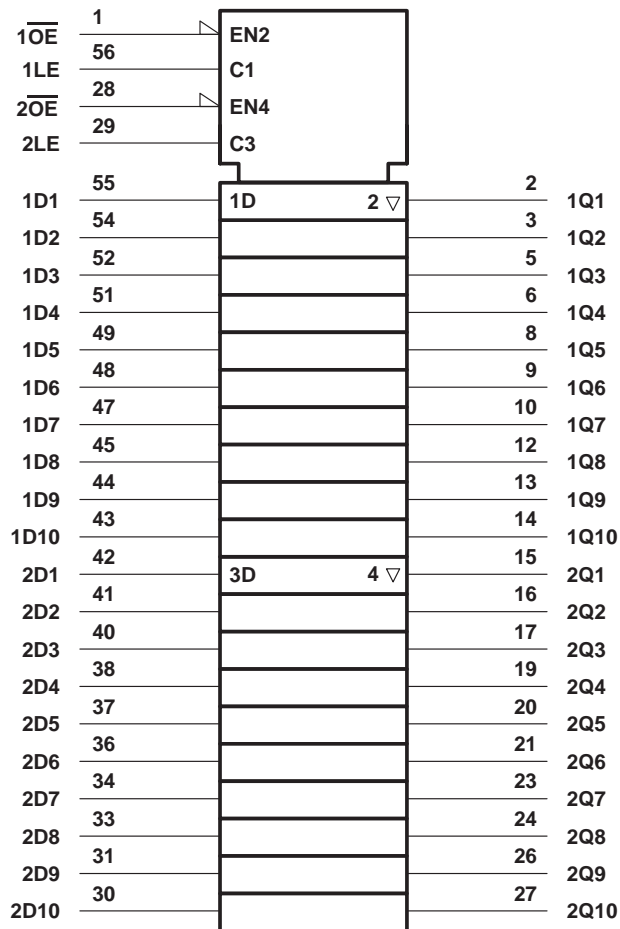 1O̅E̅ 1 EN2
1LE 56 C1
2O̅E̅ 28 EN4
2LE 29 C3
1D1 55 1D 2 ▽ 2 1Q1
1D2 54 3 1Q2
1D3 52 5 1Q3
1D4 51 6 1Q4
1D5 49 8 1Q5
1D6 48 9 1Q6
1D7 47 10 1Q7
1D8 45 12 1Q8
1D9 44 13 1Q9
1D10 43 14 1Q10
2D1 42 3D 4 ▽ 15 2Q1
2D2 41 16 2Q2
2D3 40 17 2Q3
2D4 38 19 2Q4
2D5 37 20 2Q5
2D6 36 21 2Q6
2D7 34 23 2Q7
2D8 33 24 2Q8
2D9 31 26 2Q9
2D10 30 27 2Q10